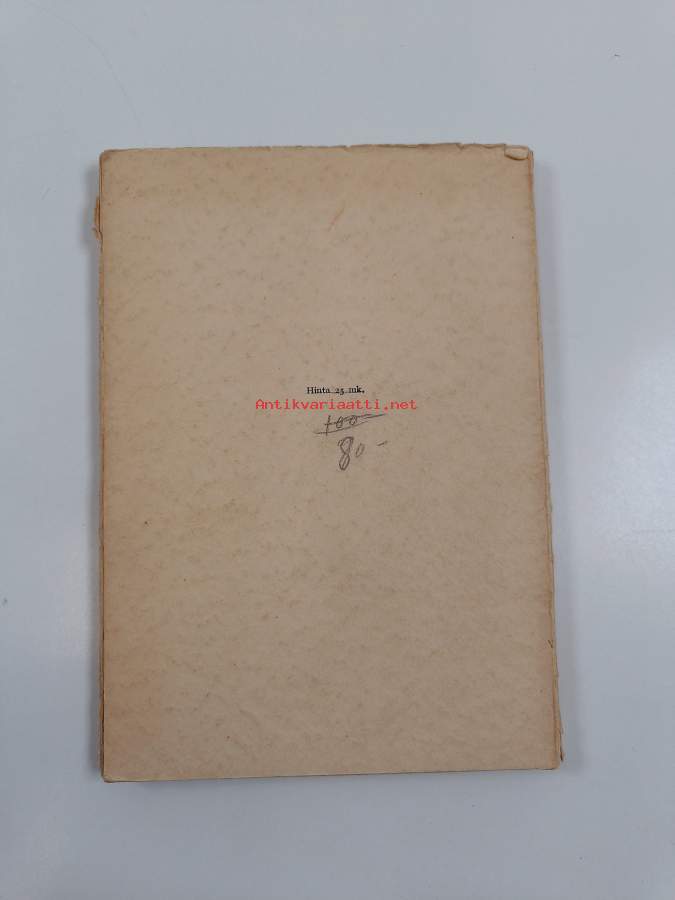 Hinta 25 mk.
Antikvariaatti.net
100-
80-